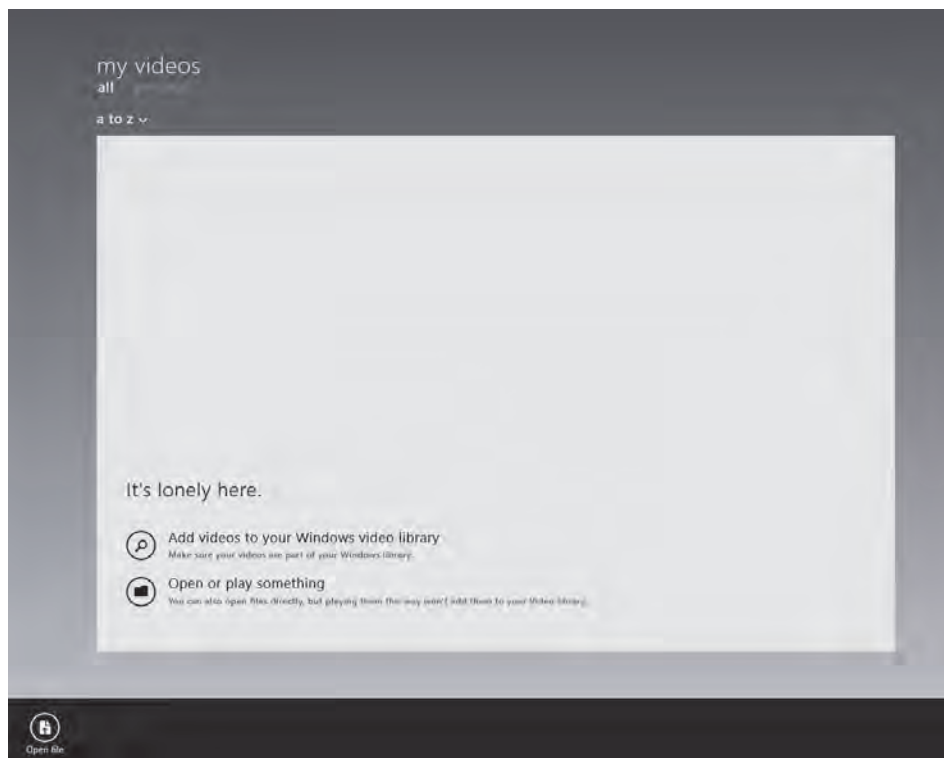 my videos
all
a to z
It's lonely here.
Add videos to your Windows video library
Make sure your videos are part of your Windows library.
Open or play something
You can also open files directly, but playing them this way won't add them to your Video library.
Open file